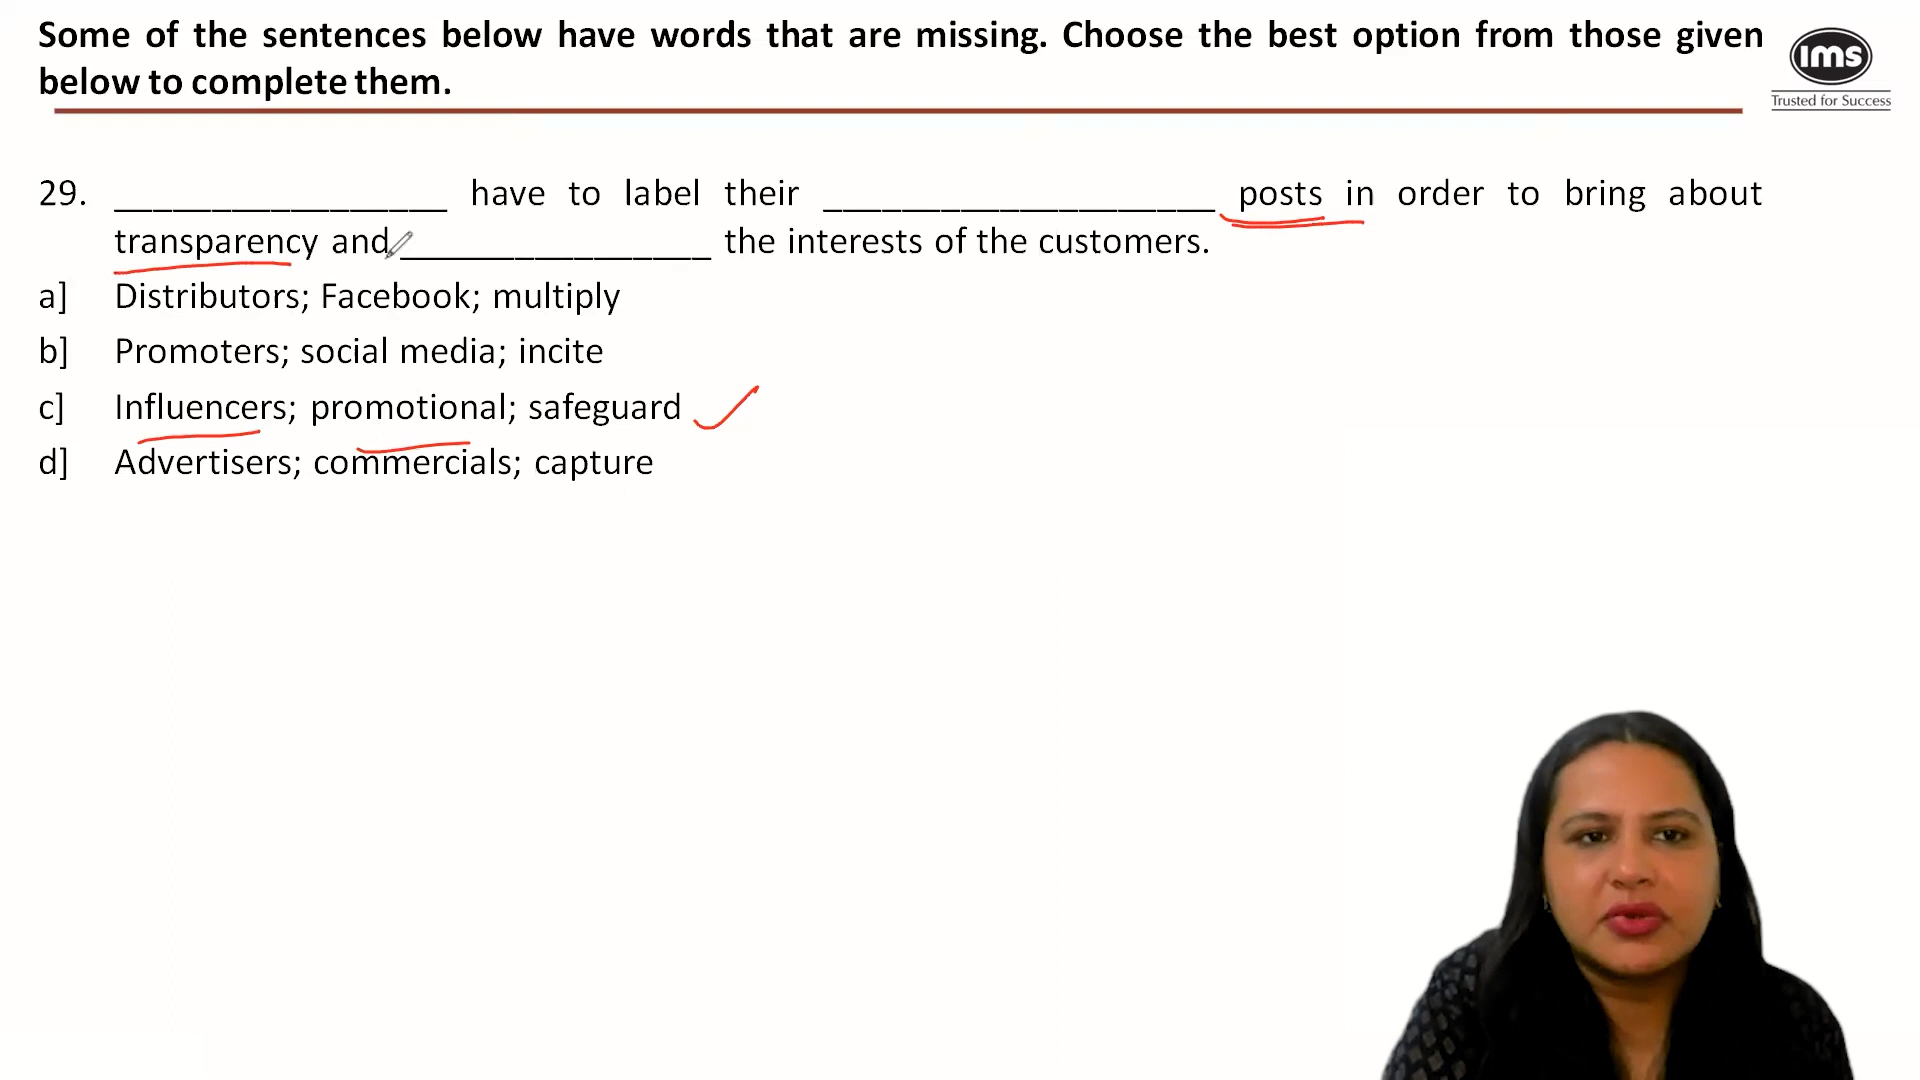 Some of the sentences below have words that are missing. Choose the best option from those given
below to complete them.
ims
Trusted for Success
29. _________________ have to label their ____________________ posts in order to bring about
transparency and ________________ the interests of the customers.
a] Distributors; Facebook; multiply
b] Promoters; social media; incite
c] Influencers; promotional; safeguard
d] Advertisers; commercials; capture